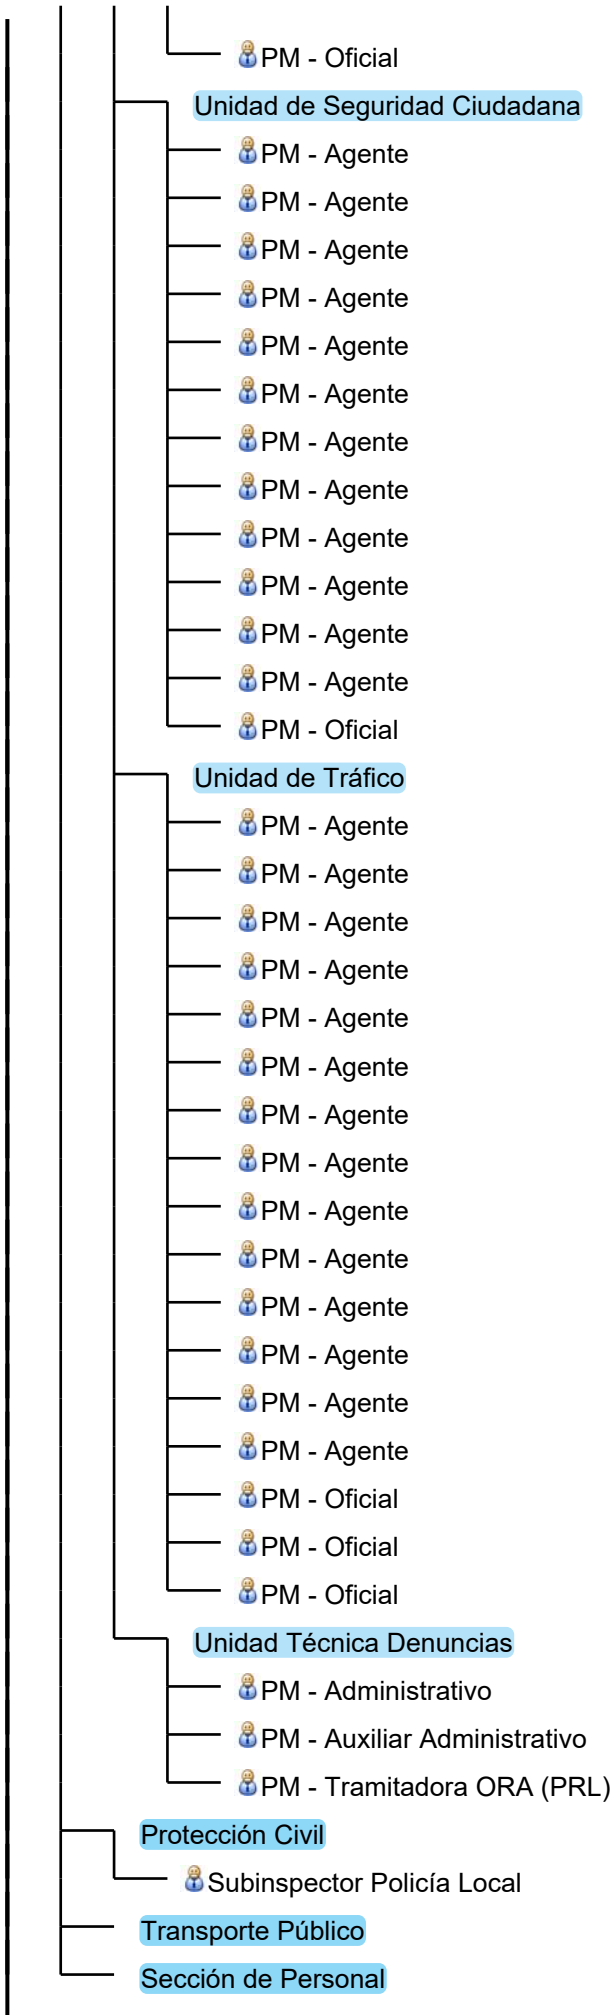 PM - Oficial
Unidad de Seguridad Ciudadana
PM - Agente
PM - Agente
PM - Agente
PM - Agente
PM - Agente
PM - Agente
PM - Agente
PM - Agente
PM - Agente
PM - Agente
PM - Agente
PM - Agente
PM - Oficial
Unidad de Tráfico
PM - Agente
PM - Agente
PM - Agente
PM - Agente
PM - Agente
PM - Agente
PM - Agente
PM - Agente
PM - Agente
PM - Agente
PM - Agente
PM - Agente
PM - Agente
PM - Agente
PM - Oficial
PM - Oficial
PM - Oficial
Unidad Técnica Denuncias
PM - Administrativo
PM - Auxiliar Administrativo
PM - Tramitadora ORA (PRL)
Protección Civil
Subinspector Policía Local
Transporte Público
Sección de Personal